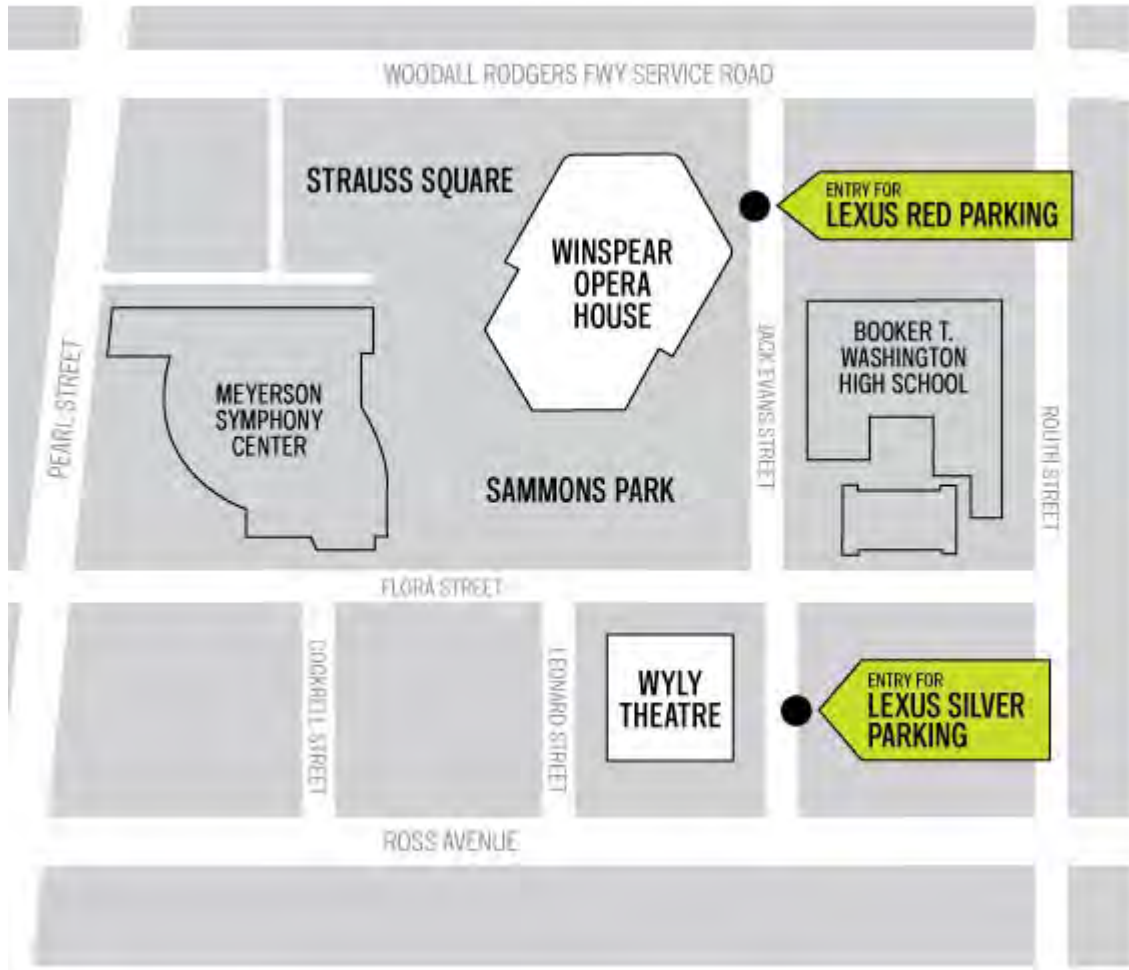 WOODALL RODGERS FWY SERVICE ROAD
STRAUSS SQUARE
ENTRY FOR
LEXUS RED PARKING
WINSPEAR
OPERA
HOUSE
BOOKER T.
WASHINGTON
HIGH SCHOOL
JACK EVANS STREET
PEARL STREET
MEYERSON
SYMPHONY
CENTER
ROUTH STREET
SAMMONS PARK
FLORA STREET
COCKRELL STREET
LEONARD STREET
WYLY
THEATRE
ENTRY FOR
LEXUS SILVER
PARKING
ROSS AVENUE